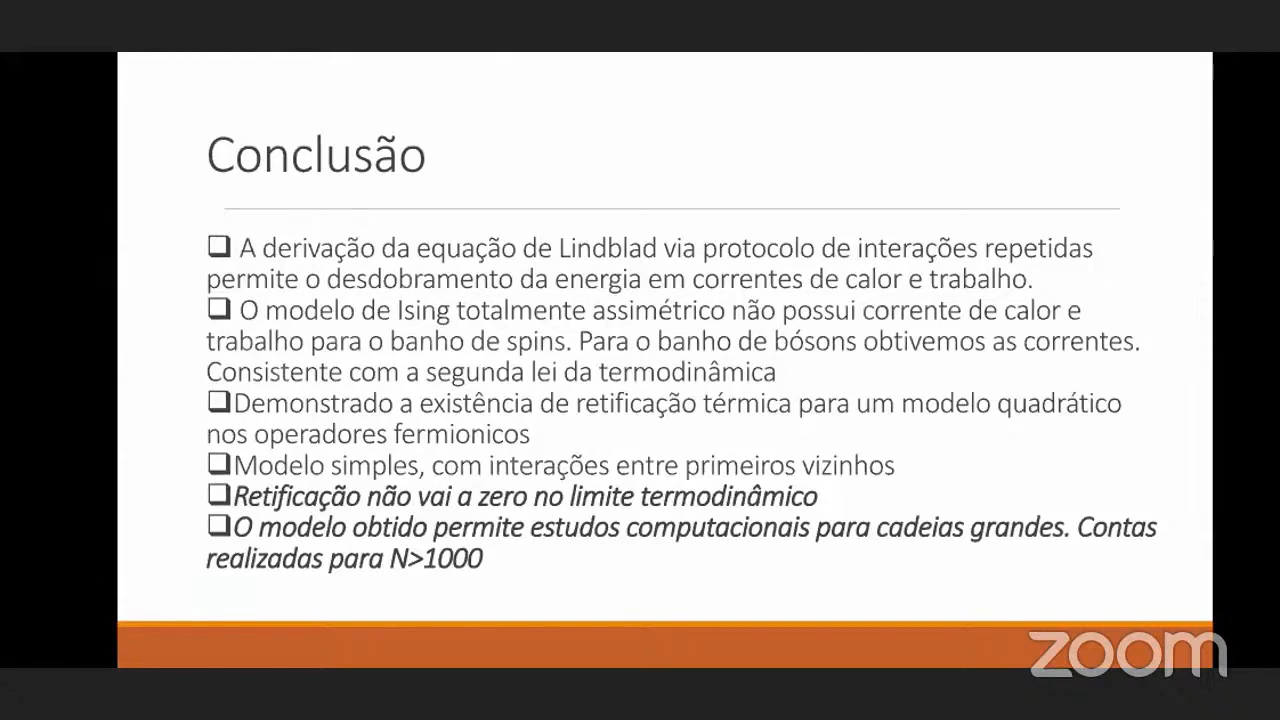 Conclusão
❑ A derivação da equação de Lindblad via protocolo de interações repetidas
permite o desdobramento da energia em correntes de calor e trabalho.
❑ O modelo de Ising totalmente assimétrico não possui corrente de calor e
trabalho para o banho de spins. Para o banho de bósons obtivemos as correntes.
Consistente com a segunda lei da termodinâmica
❑Demonstrado a existência de retificação térmica para um modelo quadrático
nos operadores fermionicos
❑Modelo simples, com interações entre primeiros vizinhos
❑Retificação não vai a zero no limite termodinâmico
❑O modelo obtido permite estudos computacionais para cadeias grandes. Contas
realizadas para N>1000
zoom